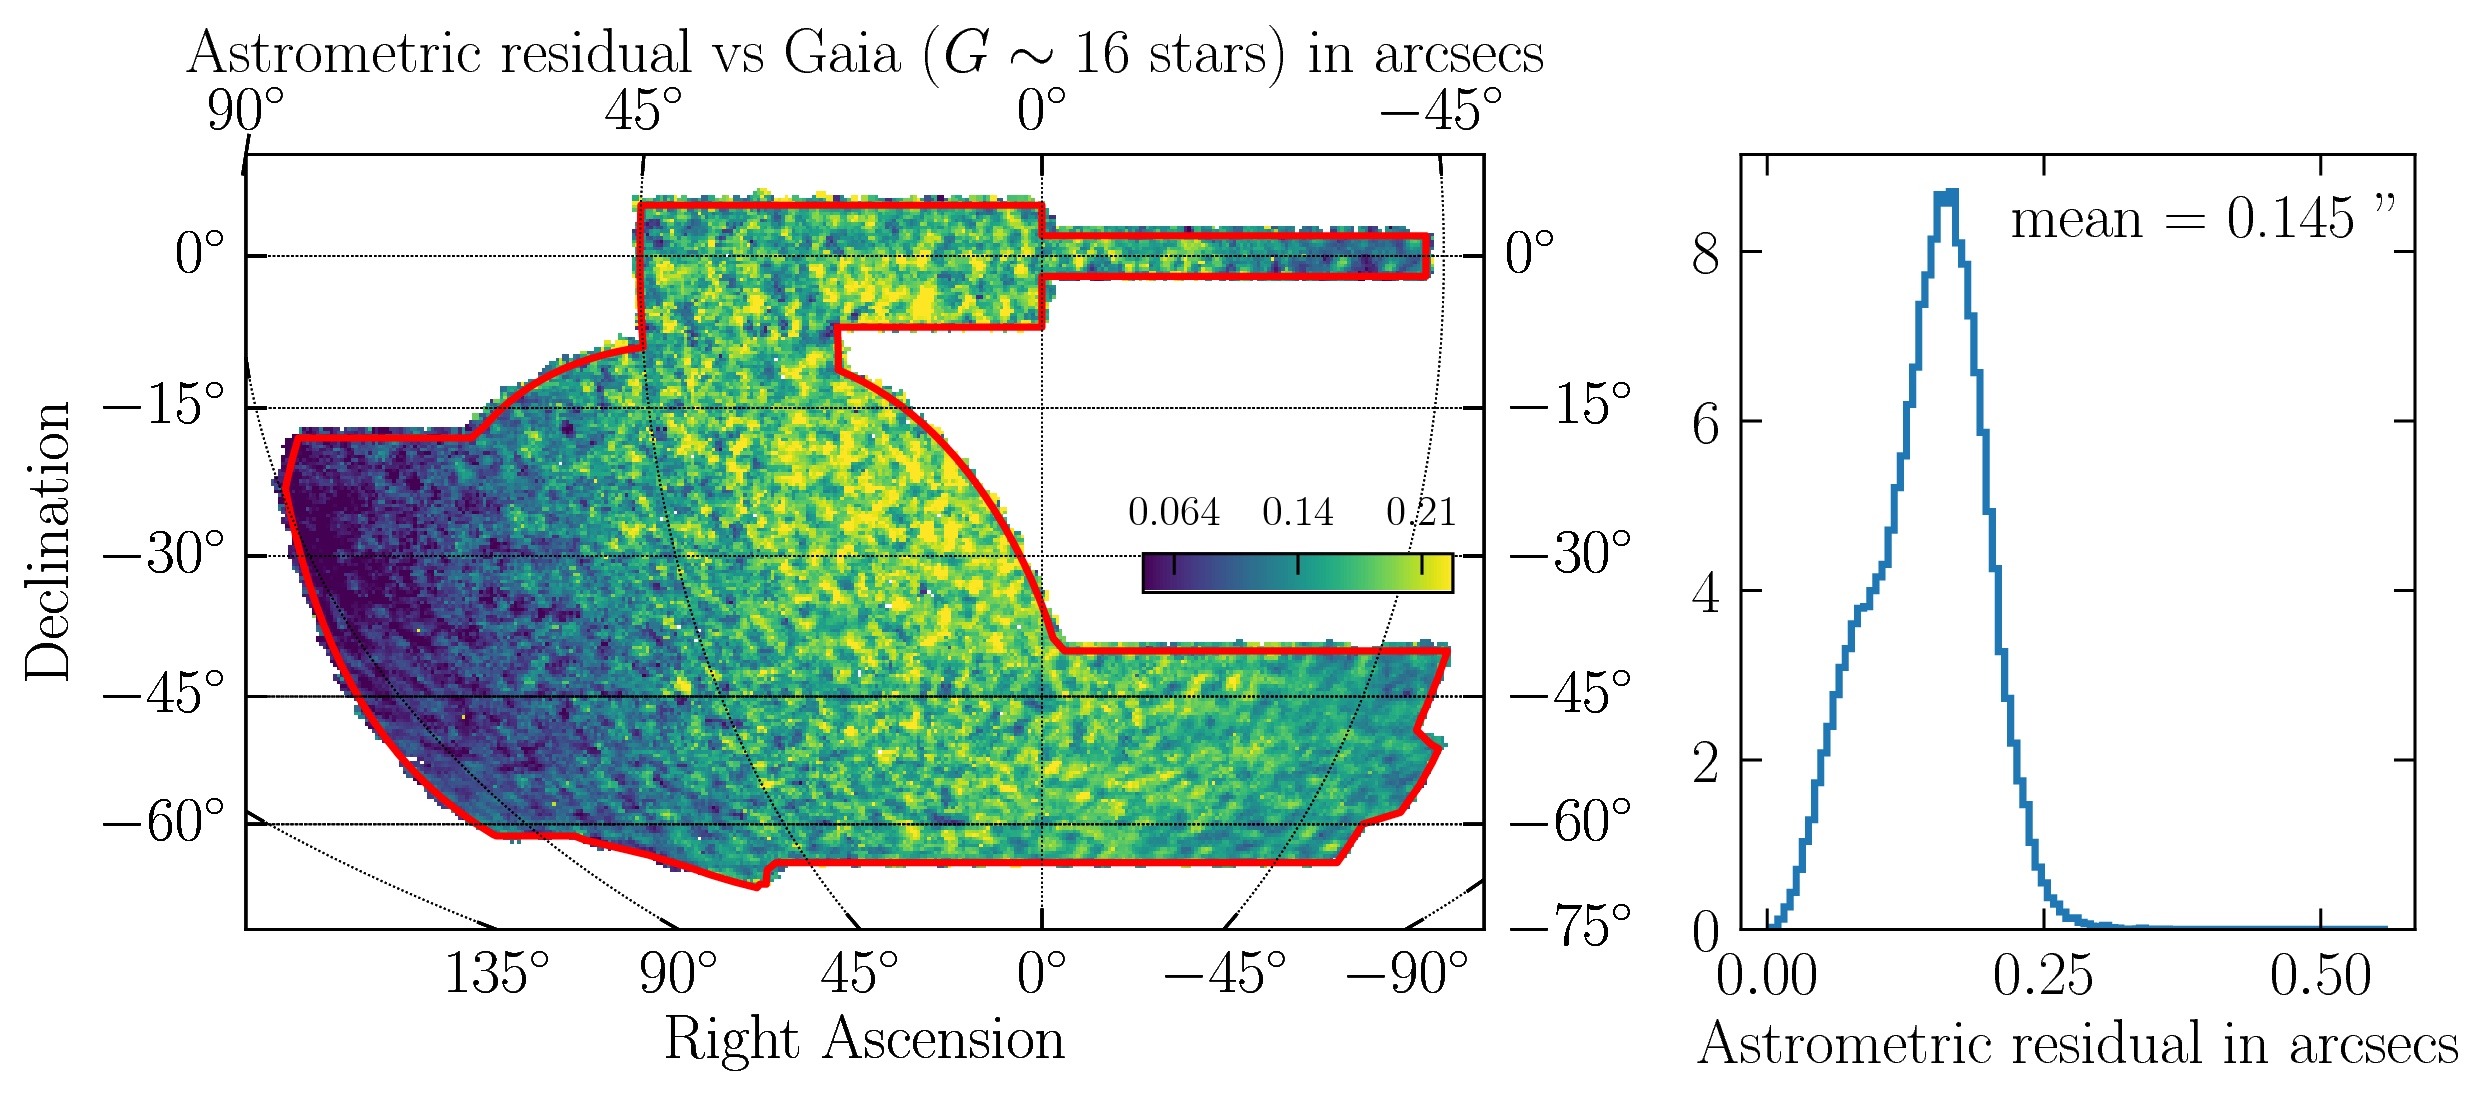 Astrometric residual vs Gaia (G ∼ 16 stars) in arcsecs
90° 45° 0° −45°
0° 0°
−15° −15°
−30° −30°
−45° −45°
−60° −60°
−75°
Declination
0.064 0.14 0.21
135° 90° 45° 0° −45° −90°
Right Ascension
mean = 0.145 ”
8
6
4
2
0
0.00 0.25 0.50
Astrometric residual in arcsecs